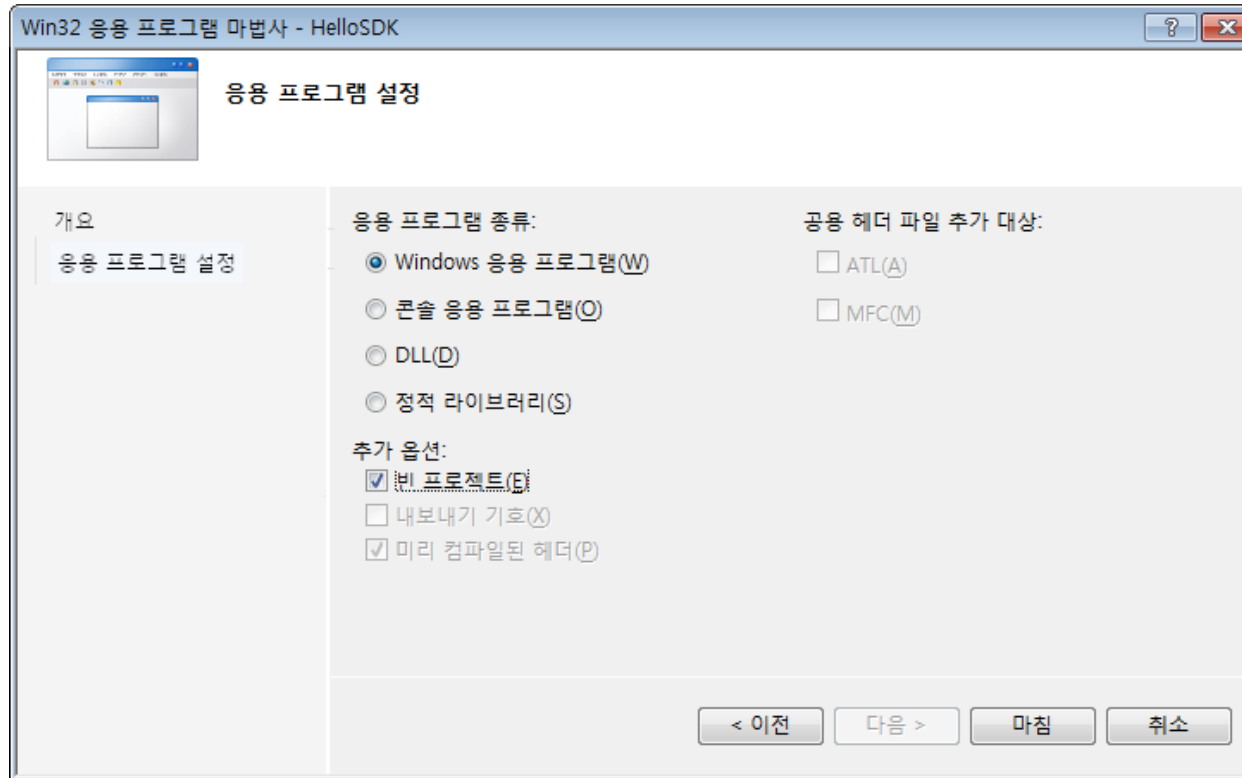 Win32 응용 프로그램 마법사 - HelloSDK
응용 프로그램 설정
개요
응용 프로그램 설정
응용 프로그램 종류:
Windows 응용 프로그램(W)
콘솔 응용 프로그램(O)
DLL(D)
정적 라이브러리(S)
추가 옵션:
빈 프로젝트(E)
내보내기 기호(X)
미리 컴파일된 헤더(P)
공용 헤더 파일 추가 대상:
ATL(A)
MFC(M)
< 이전
다음 >
마침
취소